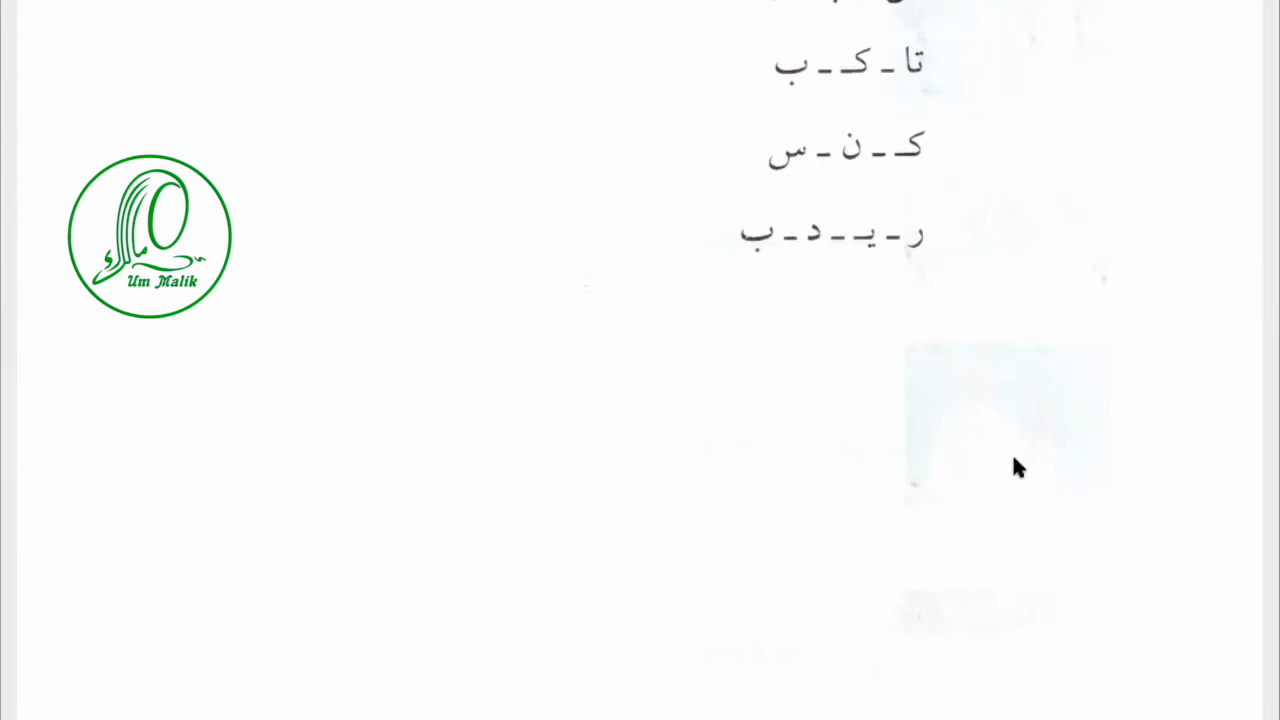 تا ـ كـ ـ ب
كـ ـ ن ـ س
ر ـ يـ ـ د ـ ب
Um Malik